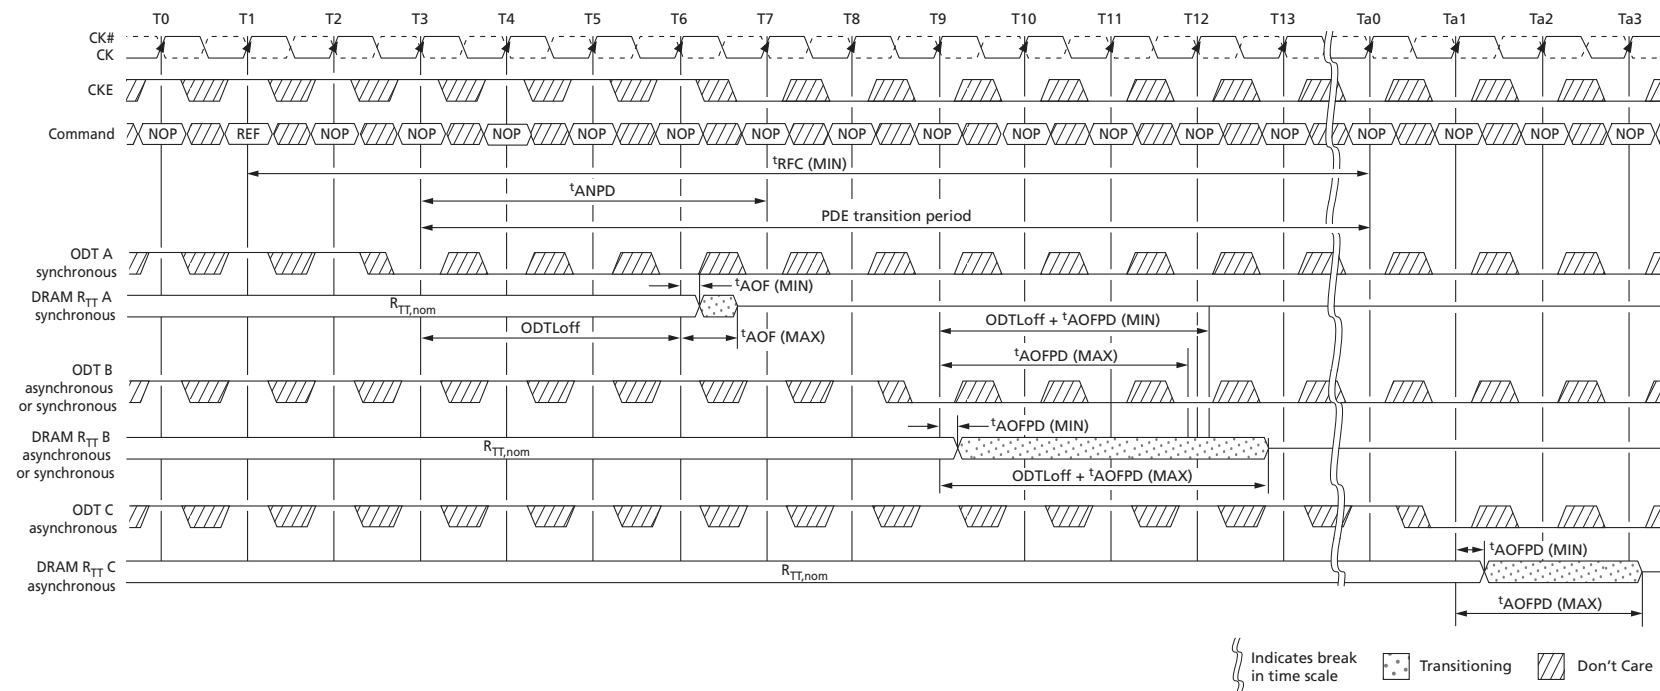 T0 T1 T2 T3 T4 T5 T6 T7 T8 T9 T10 T11 T12 T13 Ta0 Ta1 Ta2 Ta3
CK#
CK
CKE
Command NOP REF NOP NOP NOP NOP NOP NOP NOP NOP NOP NOP NOP NOP NOP NOP NOP NOP
tRFC (MIN)
tANPD
PDE transition period
ODT A
synchronous
tAOF (MIN)
DRAM RTT A
synchronous
RTT,nom
ODTLoff + tAOFPD (MIN)
ODTLoff
tAOF (MAX)
tAOFPD (MAX)
ODT B
asynchronous
or synchronous
tAOFPD (MIN)
DRAM RTT B
asynchronous
or synchronous
RTT,nom
ODTLoff + tAOFPD (MAX)
ODT C
asynchronous
tAOFPD (MIN)
DRAM RTT C
asynchronous
RTT,nom
tAOFPD (MAX)
Indicates break
in time scale
Transitioning
Don't Care